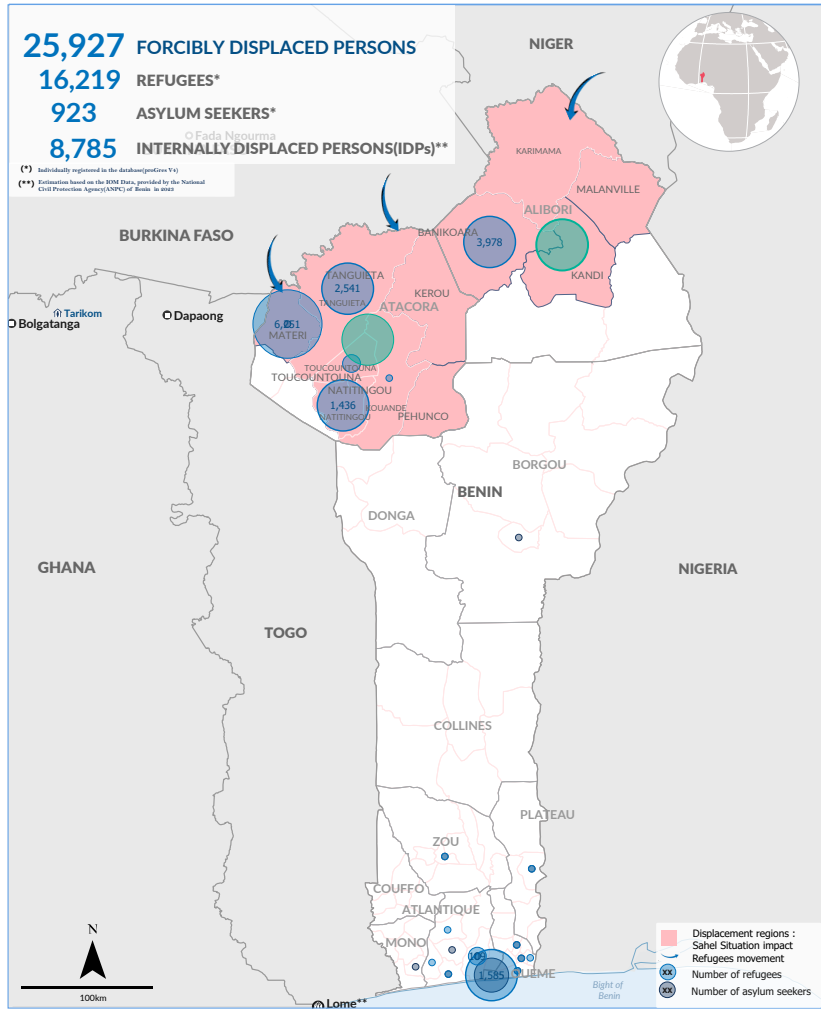 25,927 FORCIBLY DISPLACED PERSONS
16,219 REFUGEES*
923 ASYLUM SEEKERS*
Fada Ngourma
8,785 INTERNALLY DISPLACED PERSONS(IDPs)**
(*) Individually registered in the database(proGres V4)
(**) Estimation based on the IOM Data, provided by the National
Civil Protection Agency(ANPC) of Benin in 2023
NIGER
KARIMAMA
MALANVILLE
ALIBORI
BANIKOARA
3,978
KANDI
BURKINA FASO
TANGUIETA
2,541
TANGUIETA
KEROU
ATACORA
Tarikom
Bolgatanga
Dapaong
MATERI
TOUCOUNTOUNA
TOUCOUNTOUNA
NATITINGOU
1,436
KOUANDE
NATITINGOU
PEHUNCO
BORGOU
BENIN
DONGA
GHANA
NIGERIA
TOGO
COLLINES
PLATEAU
ZOU
COUFFO
ATLANTIQUE
MONO
1,585
N
100km
Lome**
Bight of
Benin
Displacement regions :
Sahel Situation impact
Refugees movement
xx Number of refugees
xx Number of asylum seekers